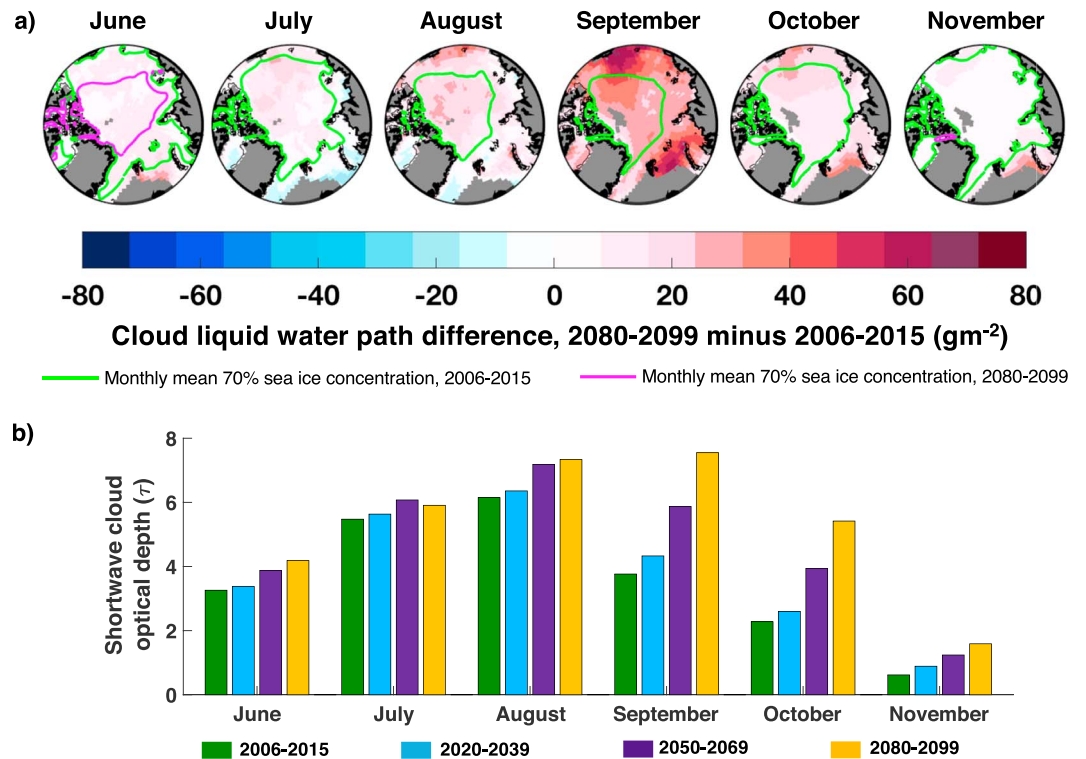 a)
June July August September October November
-80 -60 -40 -20 0 20 40 60 80
Cloud liquid water path difference, 2080-2099 minus 2006-2015 (gm-2)
Monthly mean 70% sea ice concentration, 2006-2015
Monthly mean 70% sea ice concentration, 2080-2099
b)
Shortwave cloud
optical depth (τ)
8
6
4
2
0
June July August September October November
2006-2015 2020-2039 2050-2069 2080-2099